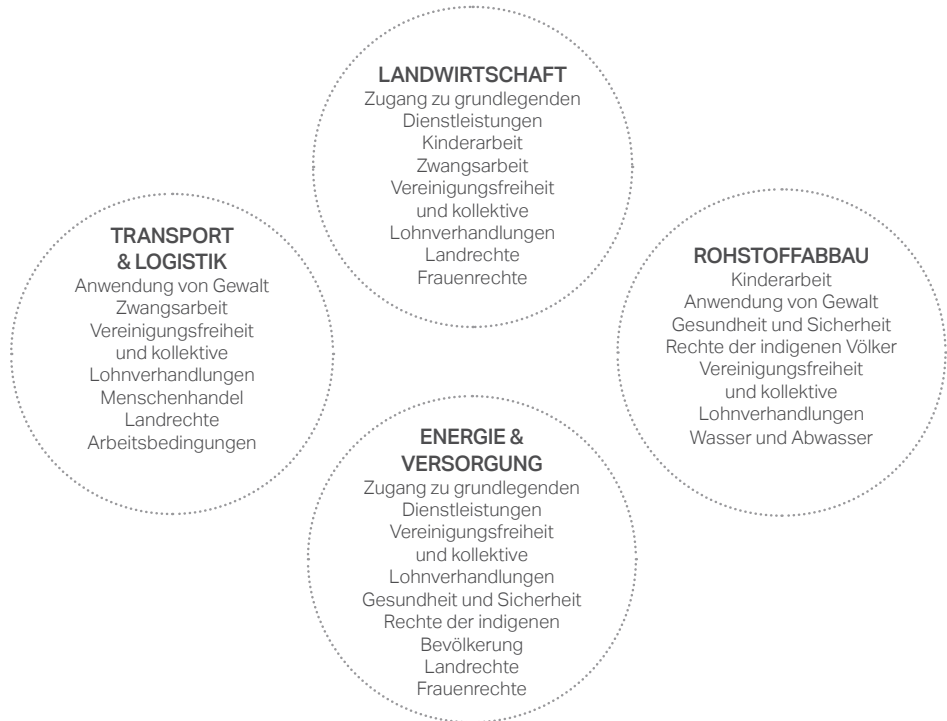 LANDWIRTSCHAFT
Zugang zu grundlegenden
Dienstleistungen
Kinderarbeit
Zwangsarbeit
Vereinigungsfreiheit
und kollektive
Lohnverhandlungen
Landrechte
Frauenrechte
TRANSPORT
& LOGISTIK
Anwendung von Gewalt
Zwangsarbeit
Vereinigungsfreiheit
und kollektive
Lohnverhandlungen
Menschenhandel
Landrechte
Arbeitsbedingungen
ROHSTOFFABBAU
Kinderarbeit
Anwendung von Gewalt
Gesundheit und Sicherheit
Rechte der indigenen Völker
Vereinigungsfreiheit
und kollektive
Lohnverhandlungen
Wasser und Abwasser
ENERGIE &
VERSORGUNG
Zugang zu grundlegenden
Dienstleistungen
Vereinigungsfreiheit
und kollektive
Lohnverhandlungen
Gesundheit und Sicherheit
Rechte der indigenen
Bevölkerung
Landrechte
Frauenrechte